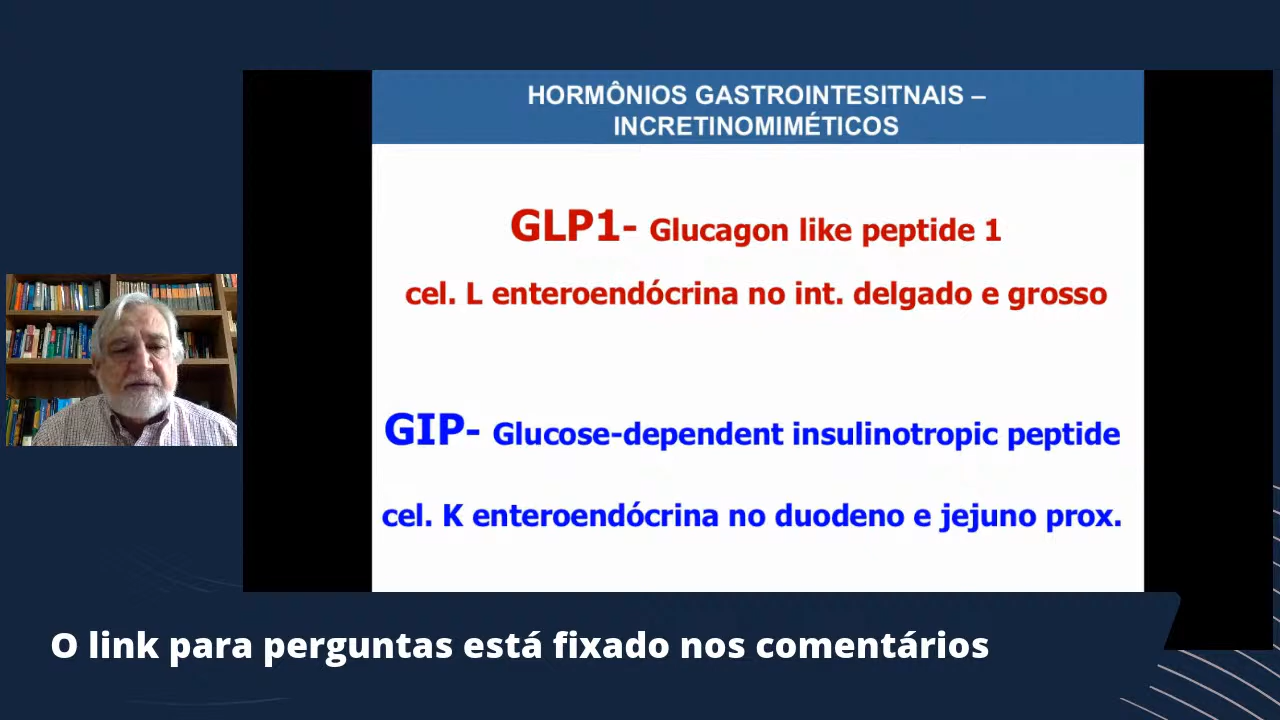 HORMÔNIOS GASTROINTESITNAIS –
INCRETINOMIMÉTICOS
GLP1- Glucagon like peptide 1
cel. L enteroendócrina no int. delgado e grosso
GIP- Glucose-dependent insulinotropic peptide
cel. K enteroendócrina no duodeno e jejuno prox.
O link para perguntas está fixado nos comentários